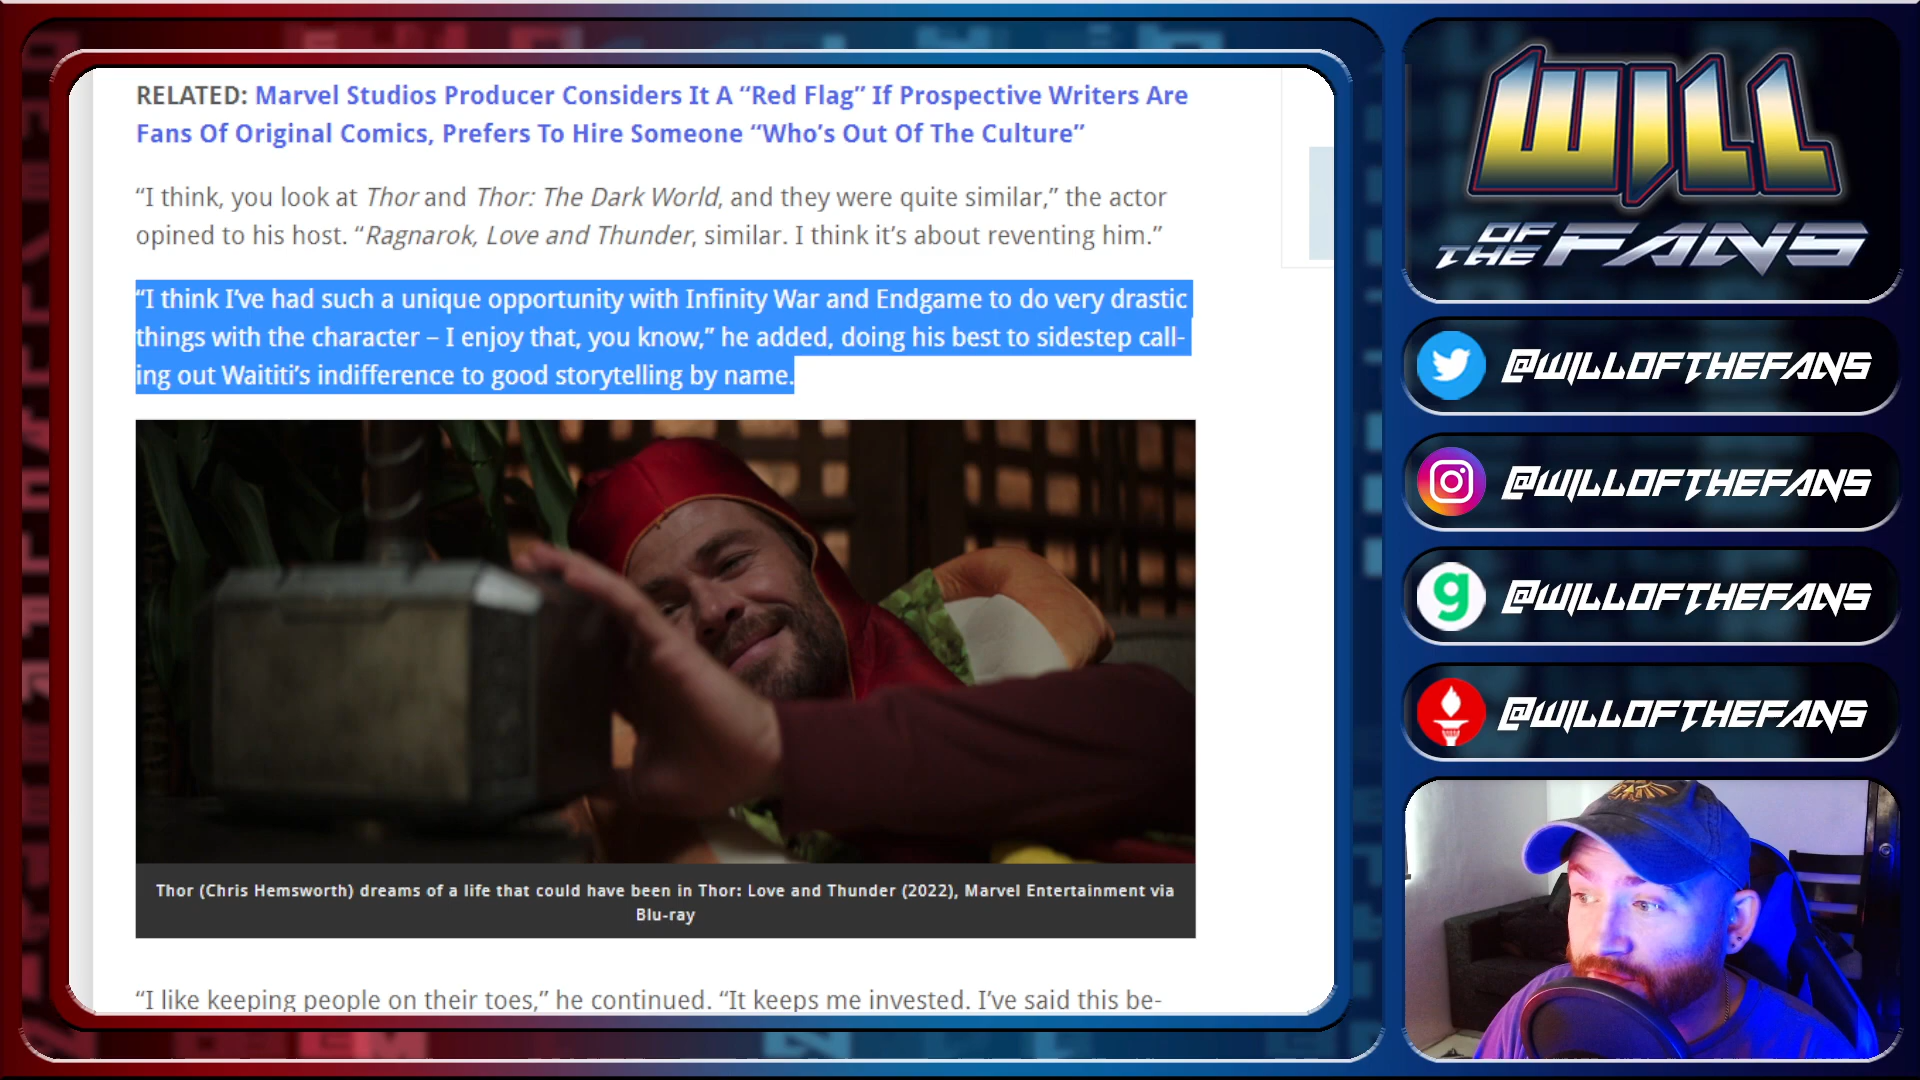 RELATED: Marvel Studios Producer Considers It A “Red Flag” If Prospective Writers Are
Fans Of Original Comics, Prefers To Hire Someone “Who’s Out Of The Culture”
“I think, you look at Thor and Thor: The Dark World, and they were quite similar,” the actor
opined to his host. “Ragnarok, Love and Thunder, similar. I think it’s about reventing him.”
“I think I’ve had such a unique opportunity with Infinity War and Endgame to do very drastic
things with the character – I enjoy that, you know,” he added, doing his best to sidestep call-
ing out Waititi’s indifference to good storytelling by name.
Thor (Chris Hemsworth) dreams of a life that could have been in Thor: Love and Thunder (2022), Marvel Entertainment via
Blu-ray
“I like keeping people on their toes,” he continued. “It keeps me invested. I’ve said this be-
WILL
OF THE FANS
@WILLOFTHEFANS
@WILLOFTHEFANS
g @WILLOFTHEFANS
@WILLOFTHEFANS